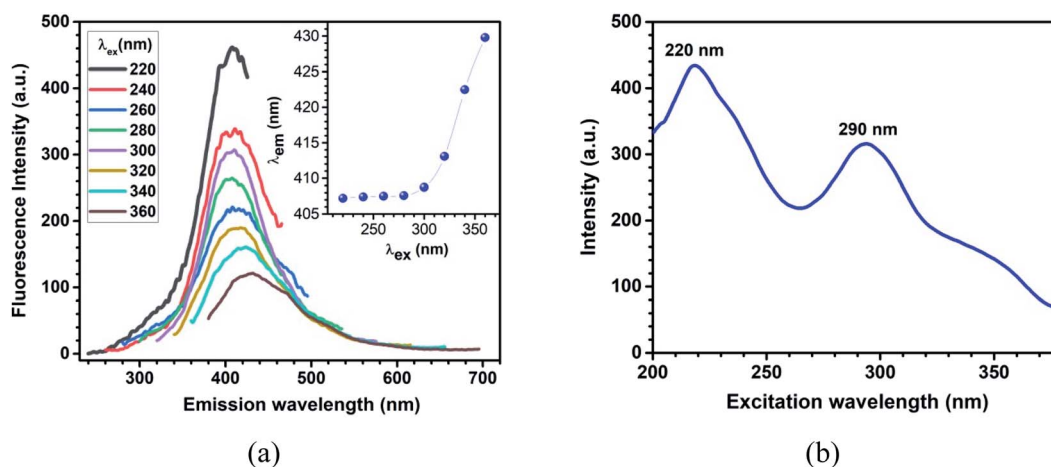 500
400
300
200
100
0
Fluorescence Intensity (a.u.)
λex(nm)
220
240
260
280
300
320
340
360
430
425
420
415
410
405
λem
250 300 350
λex (nm)
300 400 500 600 700
Emission wavelength (nm)
(a)
500
400
300
200
100
0
Intensity (a.u.)
220 nm
290 nm
200 250 300 350
Excitation wavelength (nm)
(b)